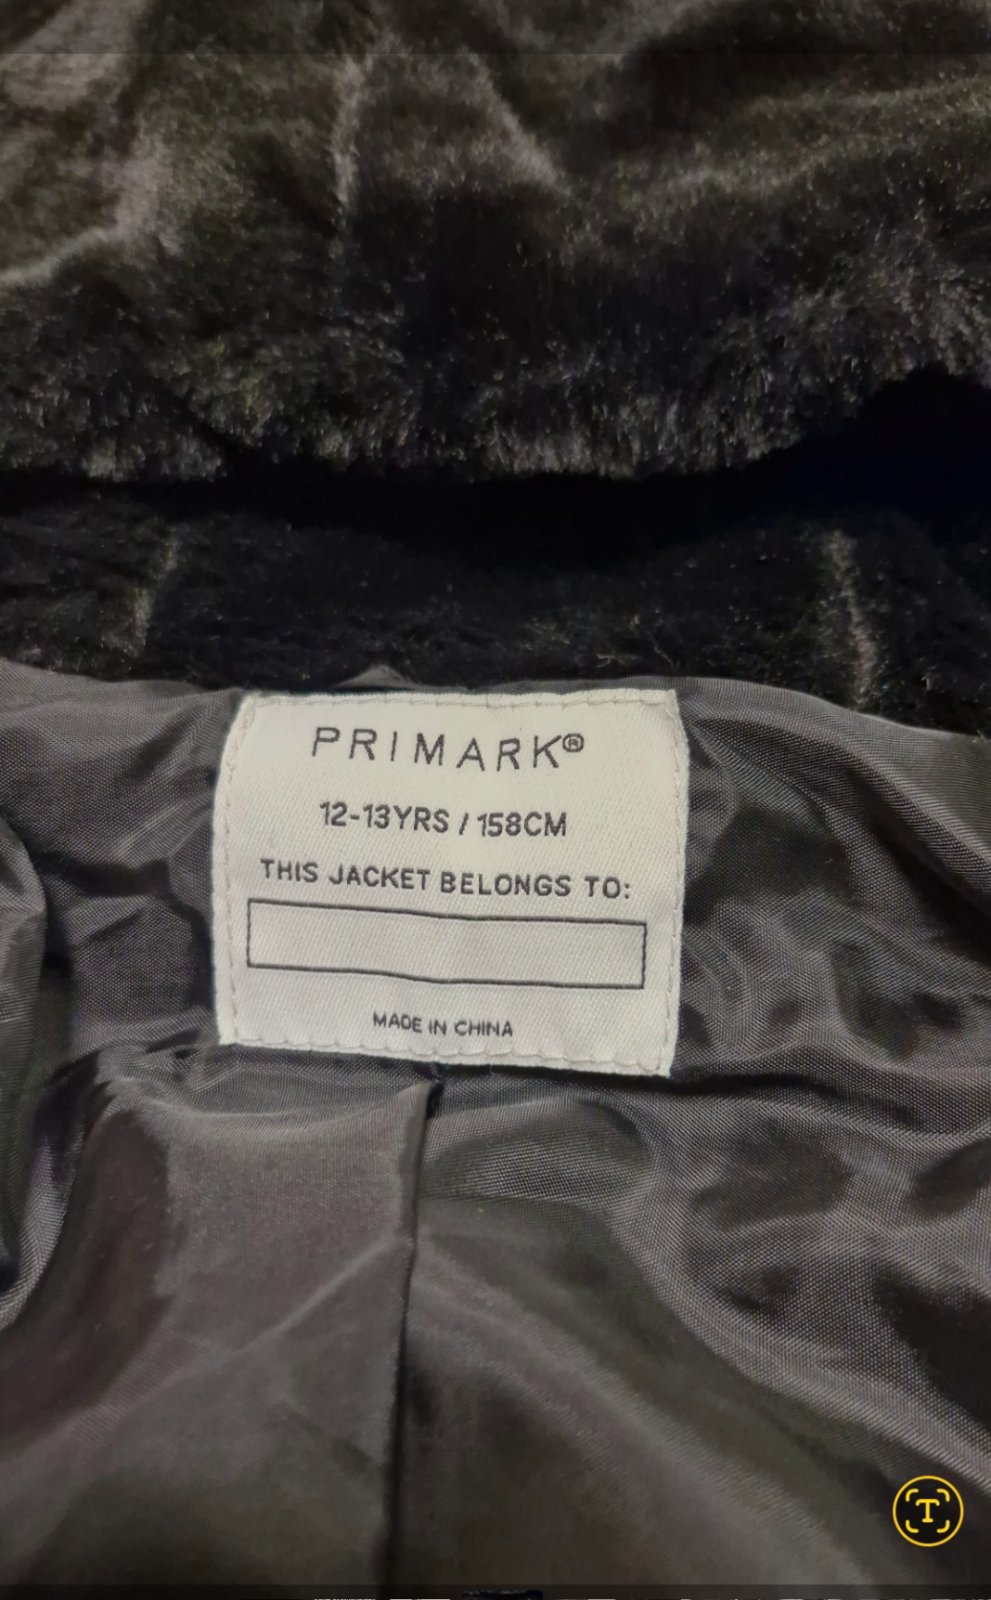 PRIMARK®
12-13YRS / 158CM
THIS JACKET BELONGS TO:
MADE IN CHINA